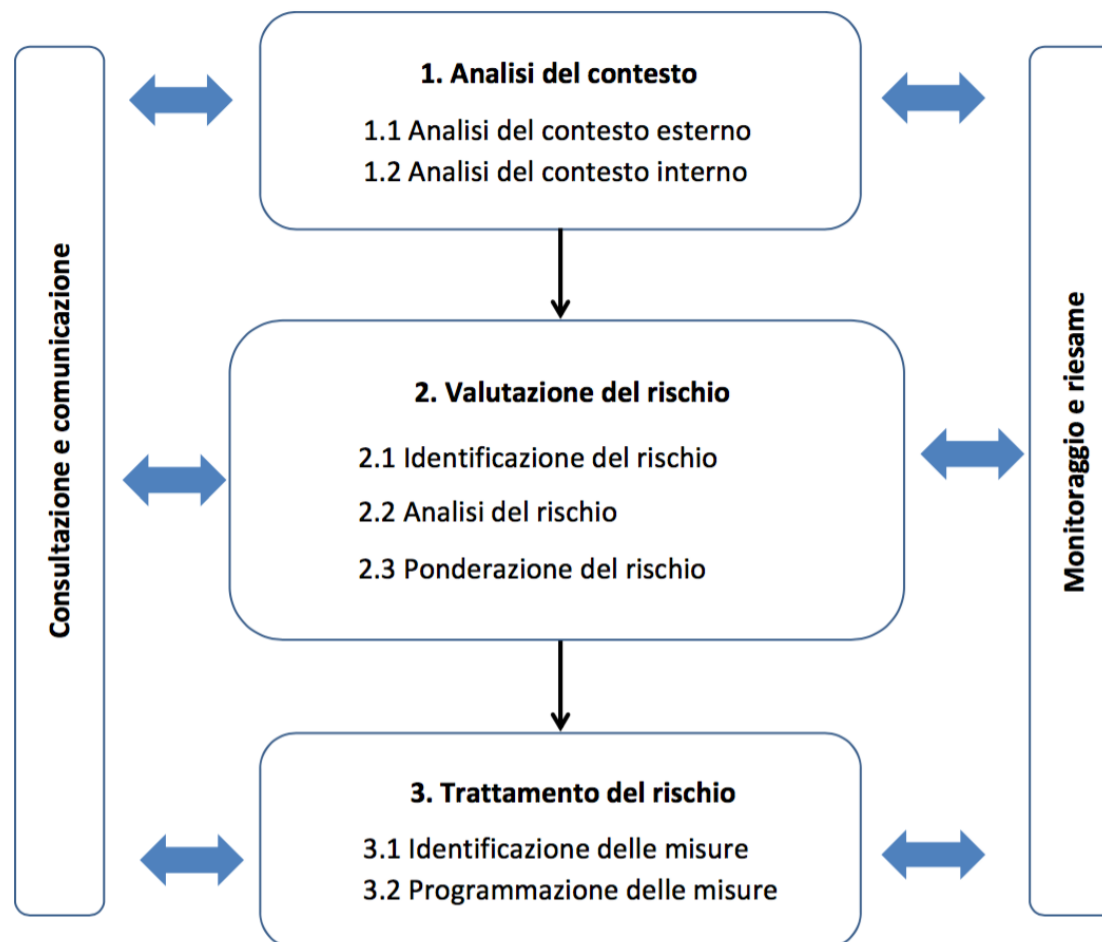 Consultazione e comunicazione
1. Analisi del contesto
1.1 Analisi del contesto esterno
1.2 Analisi del contesto interno
2. Valutazione del rischio
2.1 Identificazione del rischio
2.2 Analisi del rischio
2.3 Ponderazione del rischio
3. Trattamento del rischio
3.1 Identificazione delle misure
3.2 Programmazione delle misure
Monitoraggio e riesame